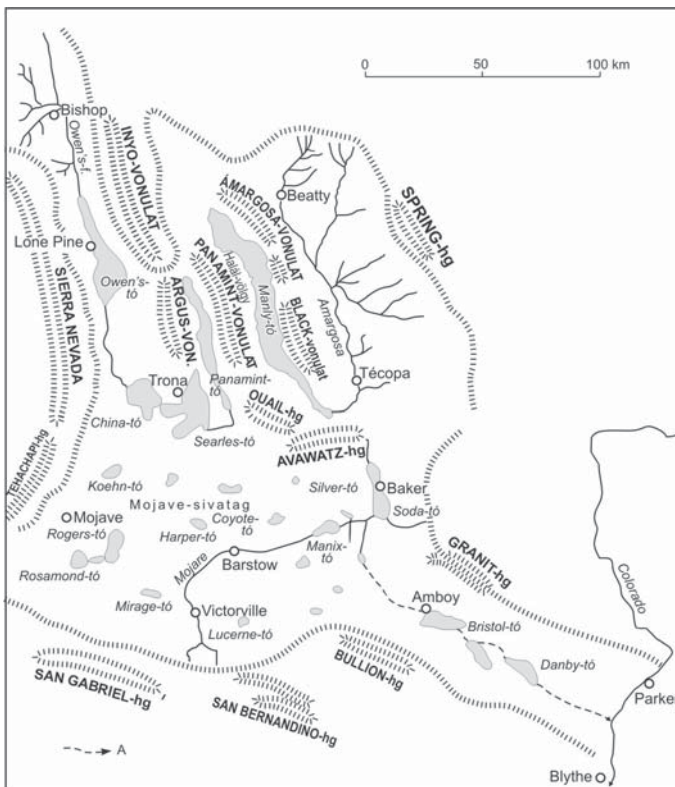 0 50 100 km
Bishop
Owen's-f.
INYO-VONULAT
AMARGOSA-VONULAT
Beatty
SPRING-hg
Lone Pine
SIERRA NEVADA
Owen's-
tó
ARGUS-VON.
PANAMINT-VONULAT
Halál-völgy
Manly-tó
BLACK-vonulat
Amargosa
Trona
Panamint-
tó
Técopa
China-tó
Searles-tó
OUAIL-hg
AVAWATZ-hg
TEHACHAPI-hg
Koehn-tó
Mojave-sivatag
Silver-tó
Baker
Soda-tó
Mojave
Rogers-tó
Harper-tó
Coyote-
tó
Manix-
tó
GRANIT-hg
Colorado
Rosamond-tó
Mojare
Barstow
Mirage-tó
Victorville
Amboy
Bristol-tó
Lucerne-tó
BULLION-hg
Danby-tó
SAN GABRIEL-hg
SAN BERNANDINO-hg
Parke
A
Blythe